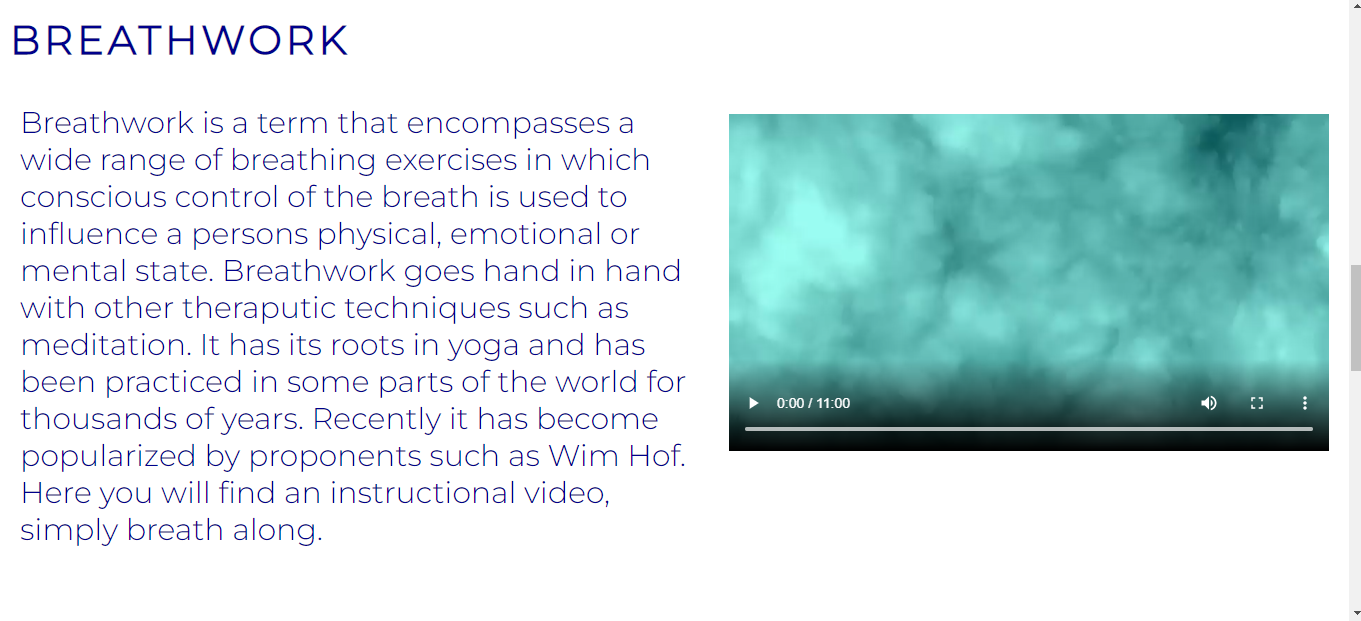 BREATHWORK
Breathwork is a term that encompasses a
wide range of breathing exercises in which
conscious control of the breath is used to
influence a persons physical, emotional or
mental state. Breathwork goes hand in hand
with other theraputic techniques such as
meditation. It has its roots in yoga and has
been practiced in some parts of the world for
thousands of years. Recently it has become
popularized by proponents such as Wim Hof.
Here you will find an instructional video,
simply breath along.
0:00 / 11:00